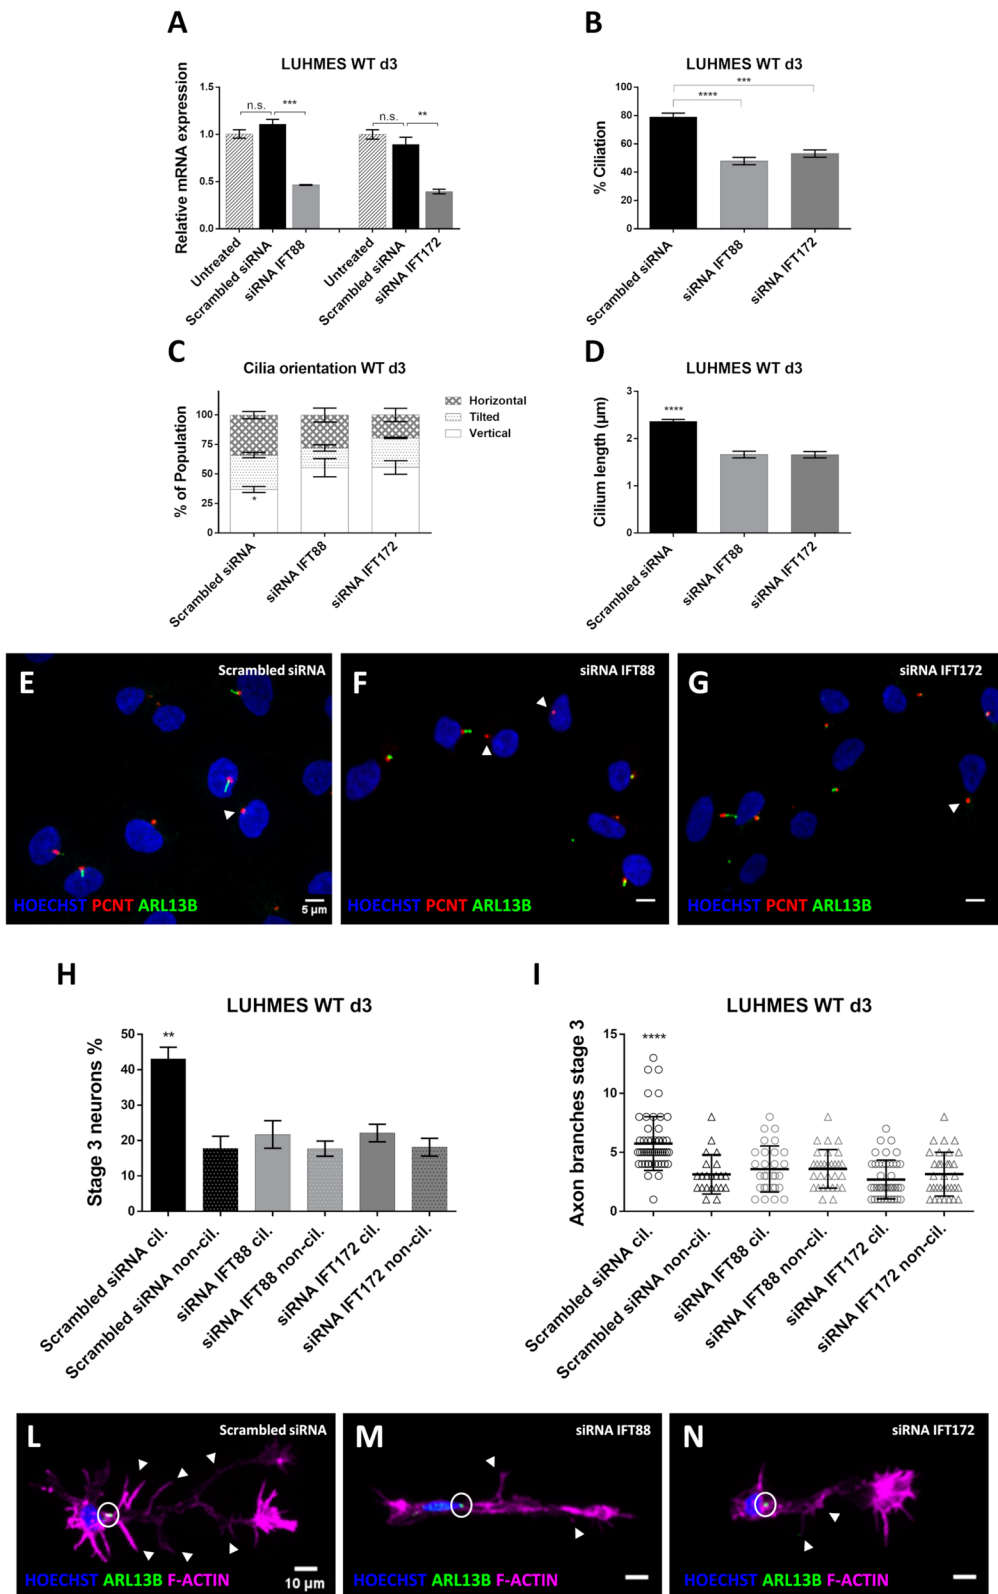 A
LUHMES WT d3
Relative mRNA expression
1.5
1.0
0.5
0.0
n.s.
***
n.s.
**
Untreated
Scrambled siRNA
siRNA IFT88
Untreated
Scrambled siRNA
siRNA IFT172
B
LUHMES WT d3
% Ciliation
100
80
60
40
20
0
***
****
Scrambled siRNA
siRNA IFT88
siRNA IFT172
C
Cilia orientation WT d3
% of Population
100
75
50
25
0
*
Horizontal
Tilted
Vertical
Scrambled siRNA
siRNA IFT88
siRNA IFT172
D
LUHMES WT d3
Cilium length (μm)
3
2
1
0
****
Scrambled siRNA
siRNA IFT88
siRNA IFT172
E
Scrambled siRNA
HOECHST PCNT ARL13B
5 μm
F
siRNA IFT88
HOECHST PCNT ARL13B
G
siRNA IFT172
HOECHST PCNT ARL13B
H
LUHMES WT d3
Stage 3 neurons %
50
40
30
20
10
0
**
Scrambled siRNA cil.
Scrambled siRNA non-cil.
siRNA IFT88 cil.
siRNA IFT88 non-cil.
siRNA IFT172 cil.
siRNA IFT172 non-cil.
I
LUHMES WT d3
Axon branches stage 3
15
10
5
0
****
Scrambled siRNA cil.
Scrambled siRNA non-cil.
siRNA IFT88 cil.
siRNA IFT88 non-cil.
siRNA IFT172 cil.
siRNA IFT172 non-cil.
L
Scrambled siRNA
HOECHST ARL13B F-ACTIN
10 μm
M
siRNA IFT88
HOECHST ARL13B F-ACTIN
N
siRNA IFT172
HOECHST ARL13B F-ACTIN